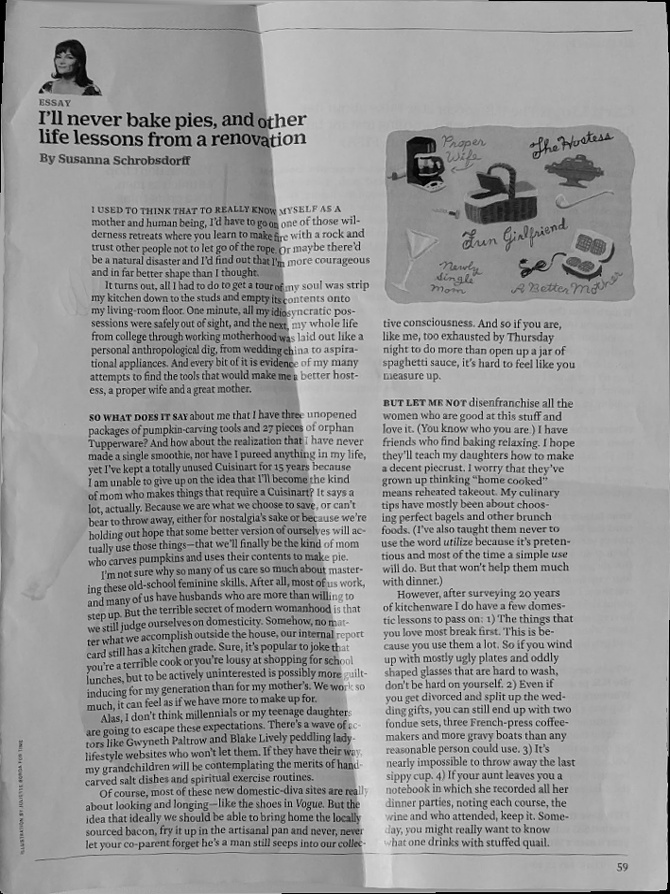 ESSAY
I'll never bake pies, and other
life lessons from a renovation
By Susanna Schrobsdorff
I USED TO THINK THAT TO REALLY KNOW MYSELF AS A
mother and human being, I'd have to go on one of those wil-
derness retreats where you learn to make fire with a rock and
trust other people not to let go of the rope. Or maybe there'd
be a natural disaster and I'd find out that I'm more courageous
and in far better shape than I thought.
It turns out, all I had to do to get a tour of my soul was strip
my kitchen down to the studs and empty its contents onto
my living-room floor. One minute, all my idiosyncratic pos-
sessions were safely out of sight, and the next, my whole life
from college through working motherhood was laid out like a
personal anthropological dig, from wedding china to aspira-
tional appliances. And every bit of it is evidence of my many
attempts to find the tools that would make me a better host-
ess, a proper wife and a great mother.
SO WHAT DOES IT SAY about me that I have three unopened
packages of pumpkin-carving tools and 27 pieces of orphan
Tupperware? And how about the realization that I have never
made a single smoothie, nor have I pureed anything in my life,
yet I've kept a totally unused Cuisinart for 15 years because
I am unable to give up on the idea that I'll become the kind
of mom who makes things that require a Cuisinart? It says a
lot, actually. Because we are what we choose to save, or can't
bear to throw away, either for nostalgia's sake or because we're
holding out hope that some better version of ourselves will ac-
tually use those things—that we'll finally be the kind of mom
who carves pumpkins and uses their contents to make pie.
I'm not sure why so many of us care so much about master-
ing these old-school feminine skills. After all, most of us work,
and many of us have husbands who are more than willing to
step up. But the terrible secret of modern womanhood is that
we still judge ourselves on domesticity. Somehow, no mat-
ter what we accomplish outside the house, our internal report
card still has a kitchen grade. Sure, it's popular to joke that
you're a terrible cook or you're lousy at shopping for school
lunches, but to be actively uninterested is possibly more guilt-
inducing for my generation than for my mother's. We work so
much, it can feel as if we have more to make up for.
Alas, I don't think millennials or my teenage daughters
are going to escape these expectations. There's a wave of ac-
tors like Gwyneth Paltrow and Blake Lively peddling lady-
lifestyle websites who won't let them. If they have their way,
my grandchildren will be contemplating the merits of hand-
carved salt dishes and spiritual exercise routines.
Of course, most of these new domestic-diva sites are really
about looking and longing—like the shoes in Vogue. But the
idea that ideally we should be able to bring home the locally
sourced bacon, fry it up in the artisanal pan and never, never
let your co-parent forget he's a man still seeps into our collec-
Proper
Wife
The Hostess
Fun Girlfriend
Newly
Single
Mom
A Better Mother
tive consciousness. And so if you are,
like me, too exhausted by Thursday
night to do more than open up a jar of
spaghetti sauce, it's hard to feel like you
measure up.
BUT LET ME NOT disenfranchise all the
women who are good at this stuff and
love it. (You know who you are.) I have
friends who find baking relaxing. I hope
they'll teach my daughters how to make
a decent piecrust. I worry that they've
grown up thinking "home cooked"
means reheated takeout. My culinary
tips have mostly been about choos-
ing perfect bagels and other brunch
foods. (I've also taught them never to
use the word utilize because it's preten-
tious and most of the time a simple use
will do. But that won't help them much
with dinner.)
However, after surveying 20 years
of kitchenware I do have a few domes-
tic lessons to pass on: 1) The things that
you love most break first. This is be-
cause you use them a lot. So if you wind
up with mostly ugly plates and oddly
shaped glasses that are hard to wash,
don't be hard on yourself. 2) Even if
you get divorced and split up the wed-
ding gifts, you can still end up with two
fondue sets, three French-press coffee-
makers and more gravy boats than any
reasonable person could use. 3) It's
nearly impossible to throw away the last
sippy cup. 4) If your aunt leaves you a
notebook in which she recorded all her
dinner parties, noting each course, the
wine and who attended, keep it. Some-
day, you might really want to know
what one drinks with stuffed quail.
ILLUSTRATION BY JULIETTE BORDA FOR TIME
59